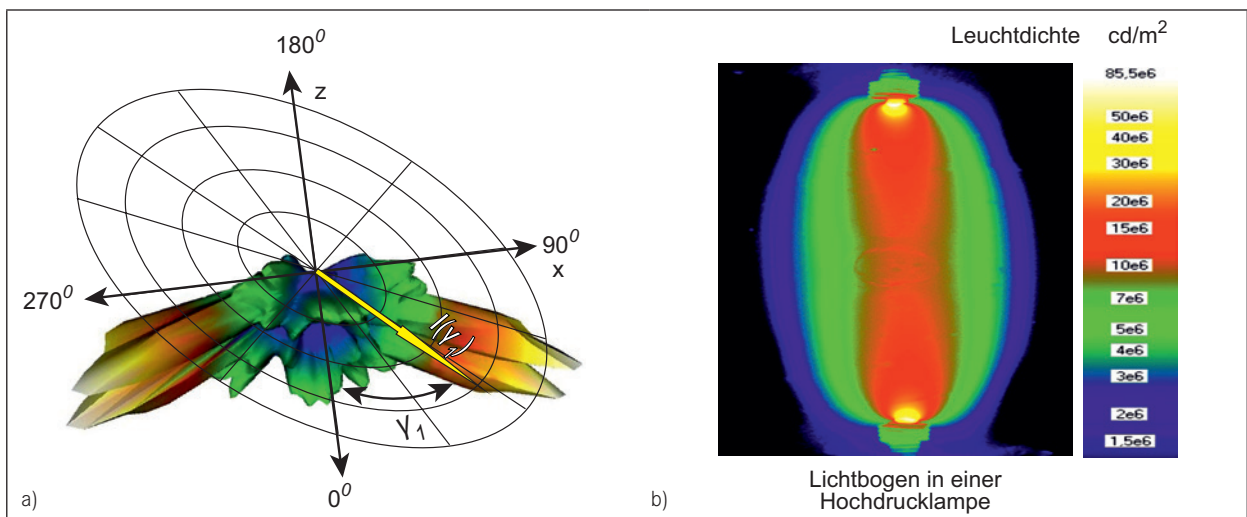 180⁰
z
90⁰
x
270⁰
I(γ₁)
γ₁
0⁰
a)
Leuchtdichte cd/m²
85,5e6
50e6
40e6
30e6
20e6
15e6
10e6
7e6
5e6
4e6
3e6
2e6
1,5e6
Lichtbogen in einer
Hochdrucklampe
b)